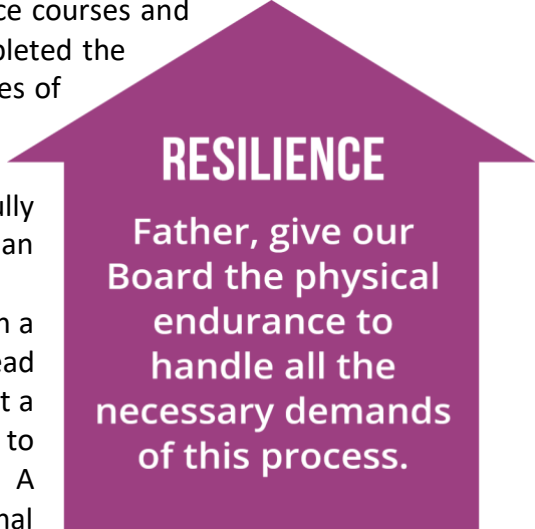 ce courses and
pleted the
es of
RESILIENCE
ully
an
Father, give our
Board the physical
endurance to
handle all the
necessary demands
of this process.
n a
ead
t a
to
A
nal